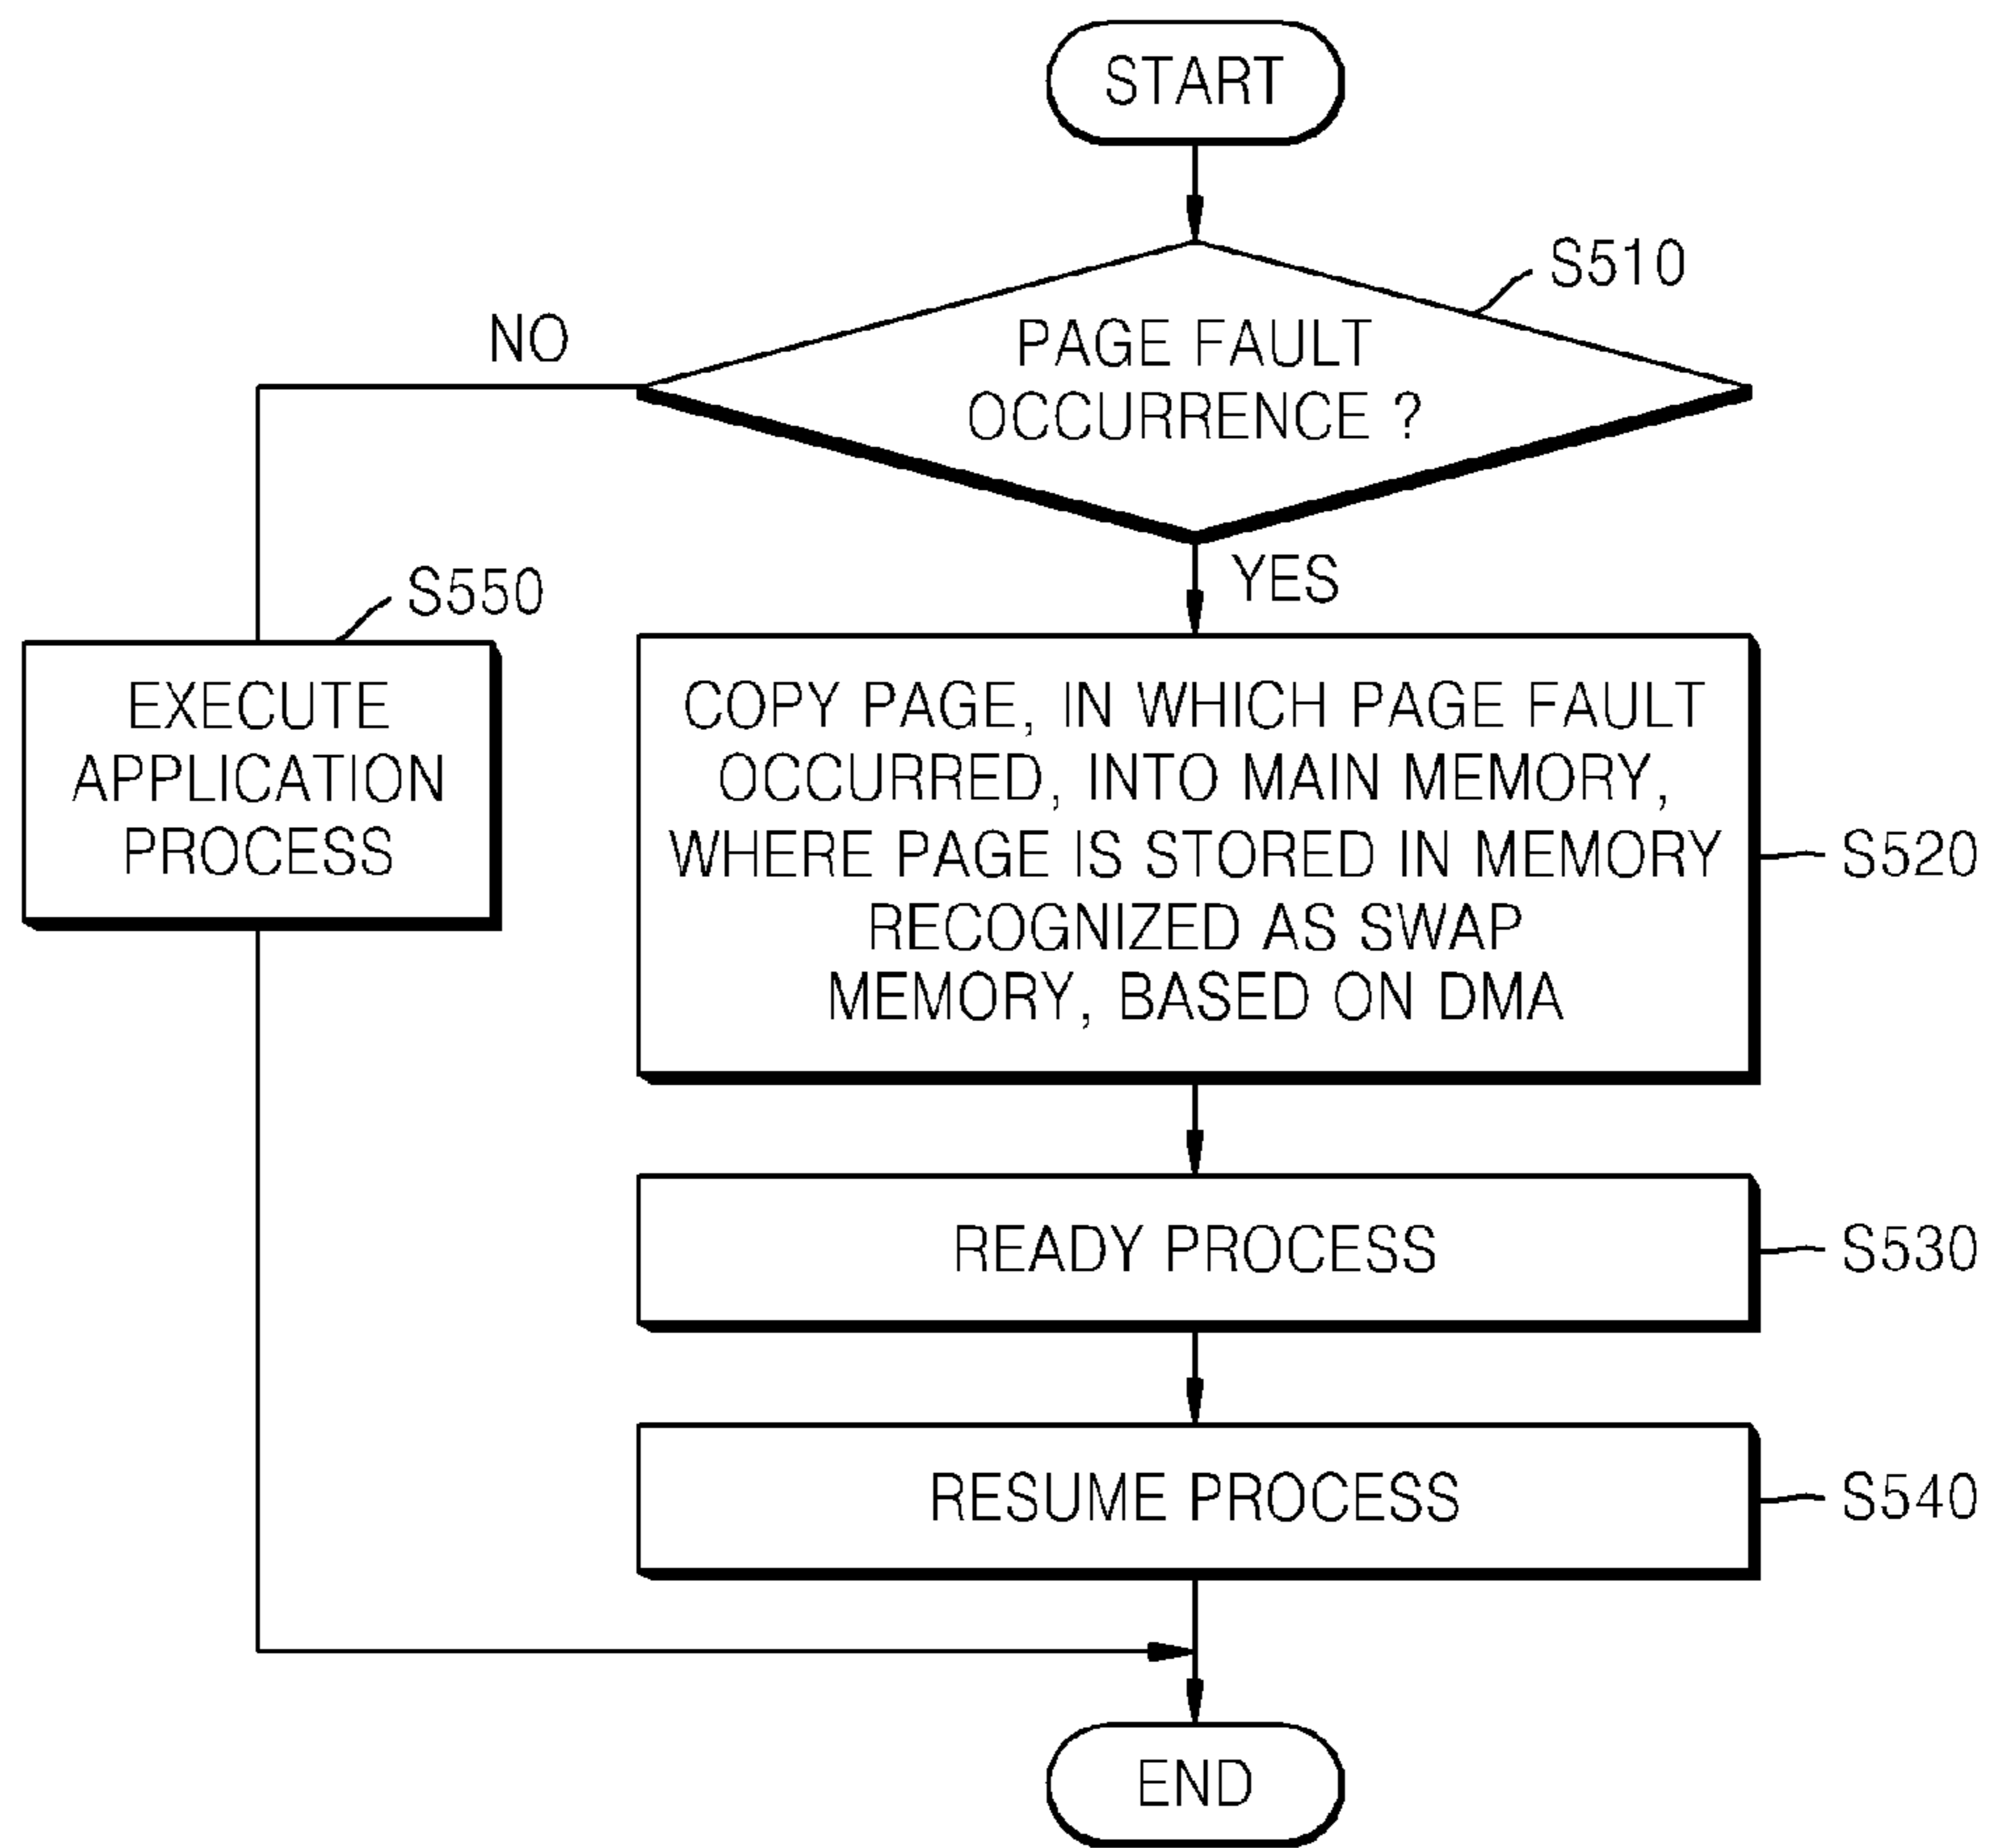 START
S510
PAGE FAULT
OCCURRENCE ?
NO
YES
S550
EXECUTE
APPLICATION
PROCESS
COPY PAGE, IN WHICH PAGE FAULT
OCCURRED, INTO MAIN MEMORY,
WHERE PAGE IS STORED IN MEMORY
RECOGNIZED AS SWAP
MEMORY, BASED ON DMA
S520
READY PROCESS
S530
RESUME PROCESS
S540
END